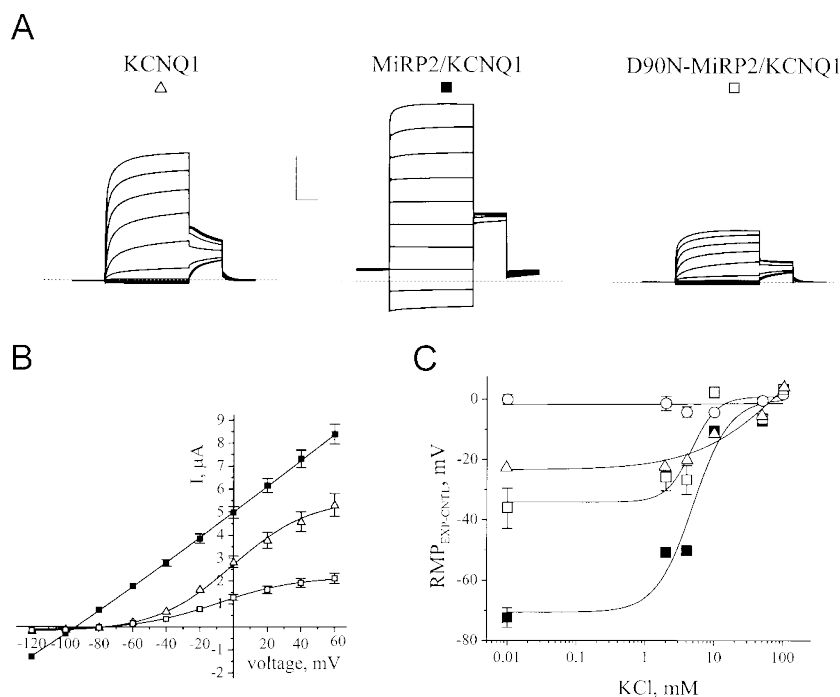 A
KCNQ1
MiRP2/KCNQ1
D90N-MiRP2/KCNQ1
B
I, µA
9
8
7
6
5
4
3
2
1
-1
-2
-120 -100 -80 -60 -40 -20 20 40 60
voltage, mV
C
RMP EXP-CNTL, mV
0
-20
-40
-60
-80
0.01 0.1 1 10 100
KCl, mM